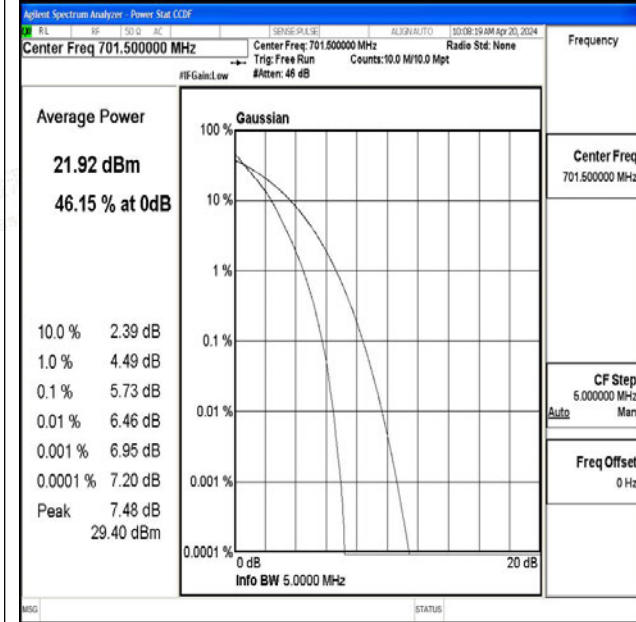 Agilent Spectrum Analyzer - Power Stat CCDF
RL RF 50 Ω AC SENSE:PULSE ALIGNAUTO 10:08:19 AM Apr 20, 2024
Center Freq 701.500000 MHz
Center Freq: 701.500000 MHz Radio Std: None
Trig: Free Run Counts:10.0 M/10.0 Mpt
#IFGain:Low #Atten: 46 dB
Frequency
Average Power
21.92 dBm
46.15 % at 0dB
10.0 % 2.39 dB
1.0 % 4.49 dB
0.1 % 5.73 dB
0.01 % 6.46 dB
0.001 % 6.95 dB
0.0001 % 7.20 dB
Peak 7.48 dB
29.40 dBm
Gaussian
100 %
10 %
1 %
0.1 %
0.01 %
0.001 %
0.0001 %
0 dB 20 dB
Info BW 5.0000 MHz
Center Freq
701.500000 MHz
CF Step
5.000000 MHz
Auto Man
Freq Offset
0 Hz
MSG STATUS